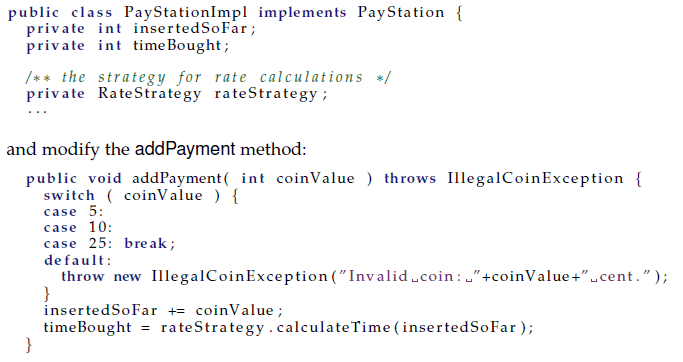 public class PayStationImpl implements PayStation {
private int insertedSoFar;
private int timeBought;
/** the strategy for rate calculations */
private RateStrategy rateStrategy;
...
and modify the addPayment method:
public void addPayment( int coinValue ) throws IllegalCoinException {
switch ( coinValue ) {
case 5:
case 10:
case 25: break;
default:
throw new IllegalCoinException("Invalid␣coin:␣"+coinValue+"␣cent.");
}
insertedSoFar += coinValue;
timeBought = rateStrategy.calculateTime(insertedSoFar);
}